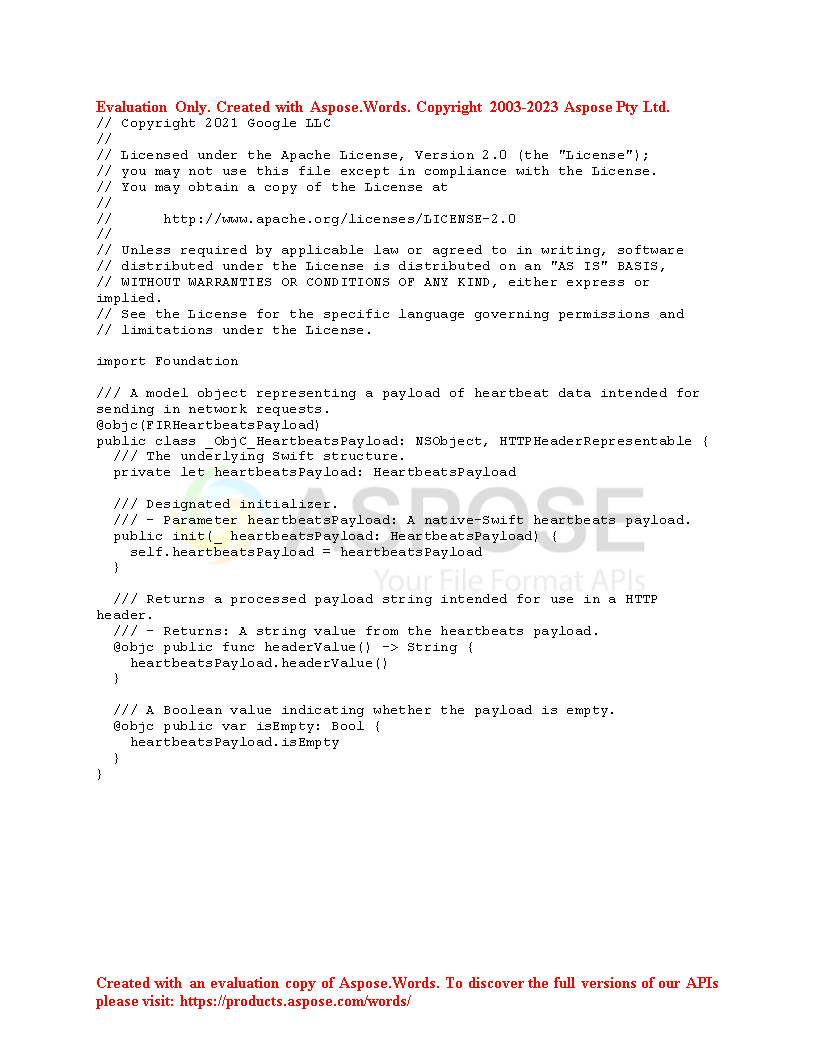 Evaluation Only. Created with Aspose.Words. Copyright 2003-2023 Aspose Pty Ltd.
// Copyright 2021 Google LLC
//
// Licensed under the Apache License, Version 2.0 (the "License");
// you may not use this file except in compliance with the License.
// You may obtain a copy of the License at
//
//      http://www.apache.org/licenses/LICENSE-2.0
//
// Unless required by applicable law or agreed to in writing, software
// distributed under the License is distributed on an "AS IS" BASIS,
// WITHOUT WARRANTIES OR CONDITIONS OF ANY KIND, either express or
implied.
// See the License for the specific language governing permissions and
// limitations under the License.

import Foundation

/// A model object representing a payload of heartbeat data intended for
sending in network requests.
@objc(FIRHeartbeatsPayload)
public class _ObjC_HeartbeatsPayload: NSObject, HTTPHeaderRepresentable {
  /// The underlying Swift structure.
  private let heartbeatsPayload: HeartbeatsPayload

  /// Designated initializer.
  /// - Parameter heartbeatsPayload: A native-Swift heartbeats payload.
  public init(_ heartbeatsPayload: HeartbeatsPayload) {
    self.heartbeatsPayload = heartbeatsPayload
  }

  /// Returns a processed payload string intended for use in a HTTP
header.
  /// - Returns: A string value from the heartbeats payload.
  @objc public func headerValue() -> String {
    heartbeatsPayload.headerValue()
  }

  /// A Boolean value indicating whether the payload is empty.
  @objc public var isEmpty: Bool {
    heartbeatsPayload.isEmpty
  }
}
ASPOSE
Your File Format APIs
Created with an evaluation copy of Aspose.Words. To discover the full versions of our APIs
please visit: https://products.aspose.com/words/